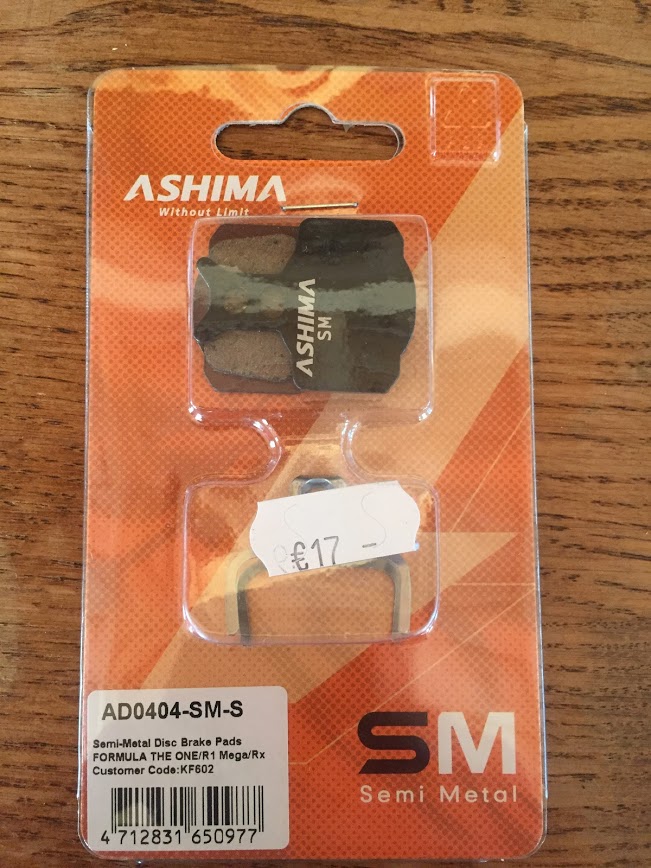 ASHIMA
Without Limit
ASHIMA
SM
€17 -
AD0404-SM-S
Semi-Metal Disc Brake Pads
FORMULA THE ONE/R1 Mega/Rx
Customer Code:KF602
4 712831 650977
SM
Semi Metal